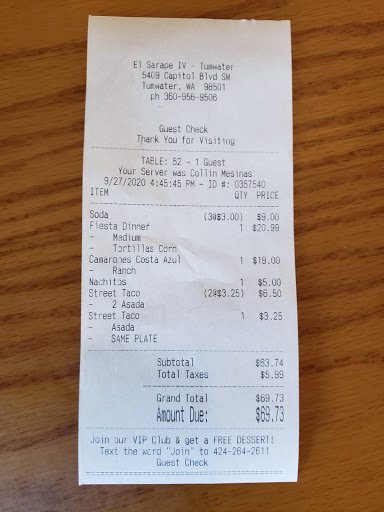 El Sarape IV - Tumwater
5409 Capitol Blvd SW
Tumwater, WA 98501
ph 360-956-9506
Guest Check
Thank You for Visiting
TABLE: 52 - 1 Guest
Your Server was Collin Mesinas
9/27/2020 4:45:45 PM - ID #: 0357540
ITEM QTY PRICE
Soda (3@$3.00) $9.00
Fiesta Dinner 1 $20.99
- Medium
- Tortillas Corn
Camarones Costa Azul 1 $19.00
- Ranch
Nachitos 1 $5.00
Street Taco (2@$3.25) $6.50
- 2 Asada
Street Taco 1 $3.25
- Asada
- SAME PLATE
Subtotal $63.74
Total Taxes $5.99
Grand Total $69.73
Amount Due: $69.73
Join our VIP Club & get a FREE DESSERT!
Text the word "Join" to 424-264-2611
Guest Check